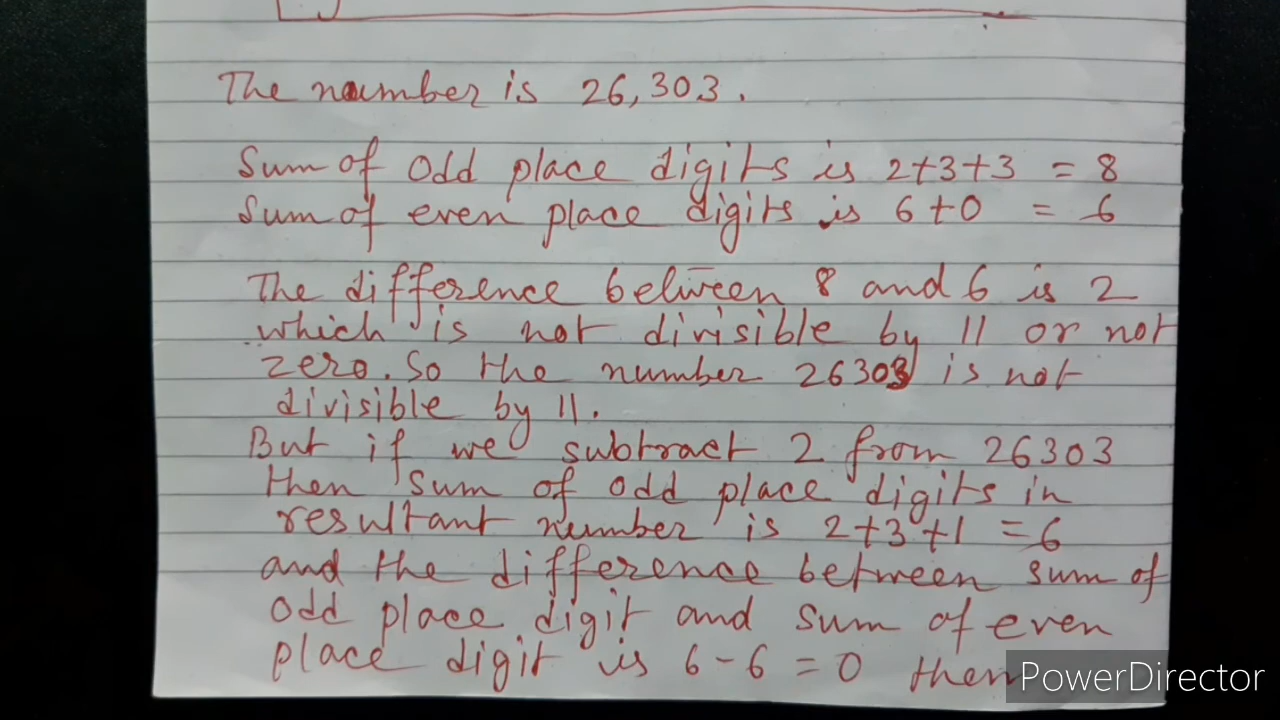 The number is 26,303.
Sum of odd place digits is 2+3+3 = 8
Sum of even place digits is 6+0 = 6
The difference between 8 and 6 is 2
which is not divisible by 11 or not
zero. So the number 26303 is not
divisible by 11.
But if we subtract 2 from 26303
then sum of odd place digits in
resultant number is 2+3+1 = 6
and the difference between sum of
odd place digit and sum of even
place digit is 6-6 = 0 then
PowerDirector